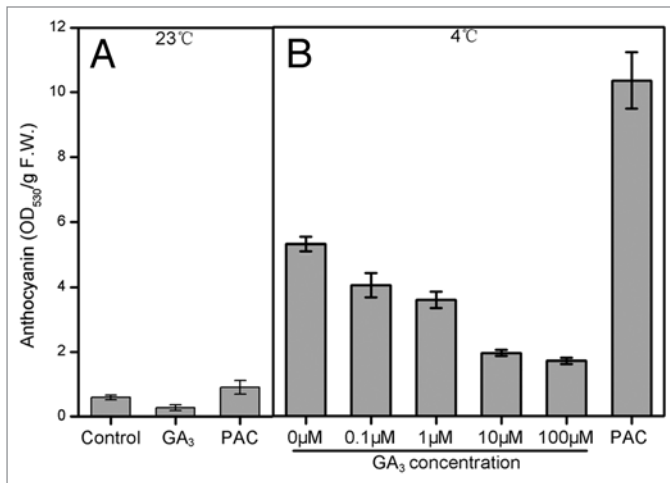 A
23℃
B
4℃
12
10
8
6
4
2
0
Anthocyanin (OD₅₃₀/g F.W.)
Control GA₃ PAC
0μM 0.1μM 1μM 10μM 100μM PAC
GA₃ concentration